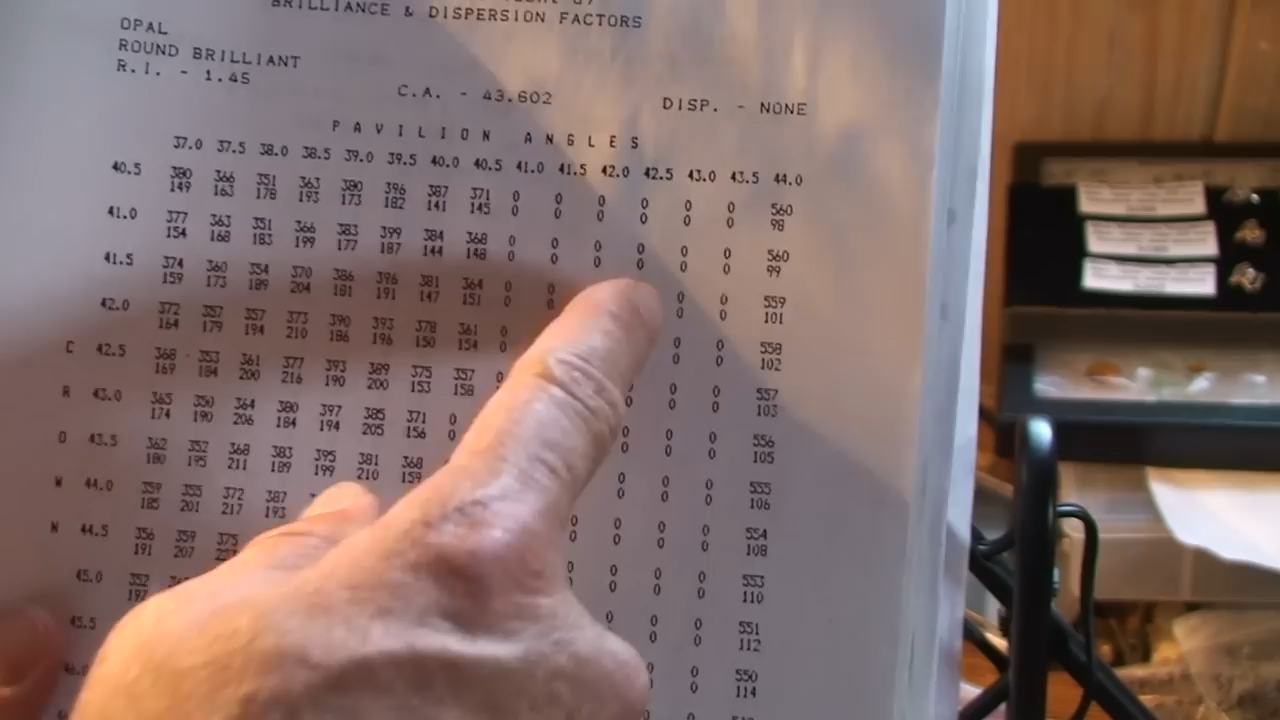 BRILLIANCE & DISPERSION FACTORS
OPAL
ROUND BRILLIANT
R.I. - 1.45
C.A. - 43.602 DISP. - NONE
PAVILION ANGLES
37.0 37.5 38.0 38.5 39.0 39.5 40.0 40.5 41.0 41.5 42.0 42.5 43.0 43.5 44.0
40.5 380 366 351 363 380 396 387 371 0 0 0 0 0 0 560
149 163 178 193 173 182 141 145 0 0 0 0 0 0 98
41.0 377 363 351 366 383 399 384 368 0 0 0 0 0 0 560
154 168 183 199 177 187 144 148 0 0 0 0 0 0 99
41.5 374 360 354 370 386 396 381 364 0 0 0 0 559
159 173 189 204 181 191 147 151 0 0 0 0 101
42.0 372 357 357 373 390 393 378 361 0 0 0 558
164 179 194 210 186 196 150 154 0 0 0 102
C 42.5 368 353 361 377 393 389 375 357 0 0 0 557
169 184 200 216 190 200 153 158 0 0 0 103
R 43.0 365 350 364 380 397 385 371 0 0 0 0 556
174 190 206 184 194 205 156 0 0 0 0 105
O 43.5 362 352 368 383 395 381 368 0 0 0 555
180 195 211 189 199 210 159 0 0 0 106
W 44.0 359 355 372 387 0 0 0 554
185 201 217 193 0 0 0 108
N 44.5 356 359 375 0 0 0 0 553
191 207 0 0 0 0 110
45.0 352 0 0 0 551
0 0 0 112
45.5 0 0 550
0 0 114